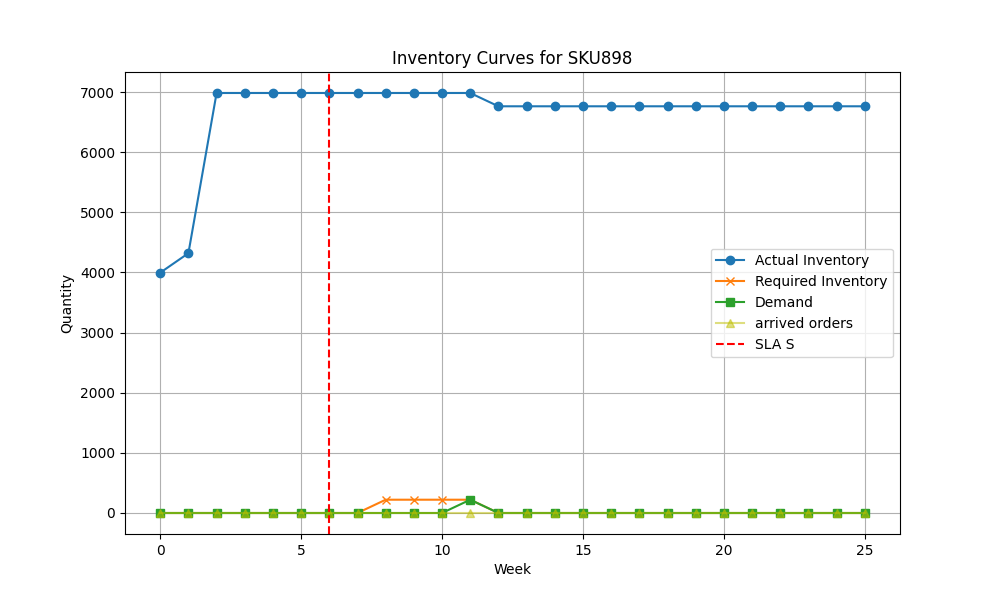 Inventory Curves for SKU898
Quantity
7000
6000
5000
4000
3000
2000
1000
0
Actual Inventory
Required Inventory
Demand
arrived orders
SLA S
0 5 10 15 20 25
Week